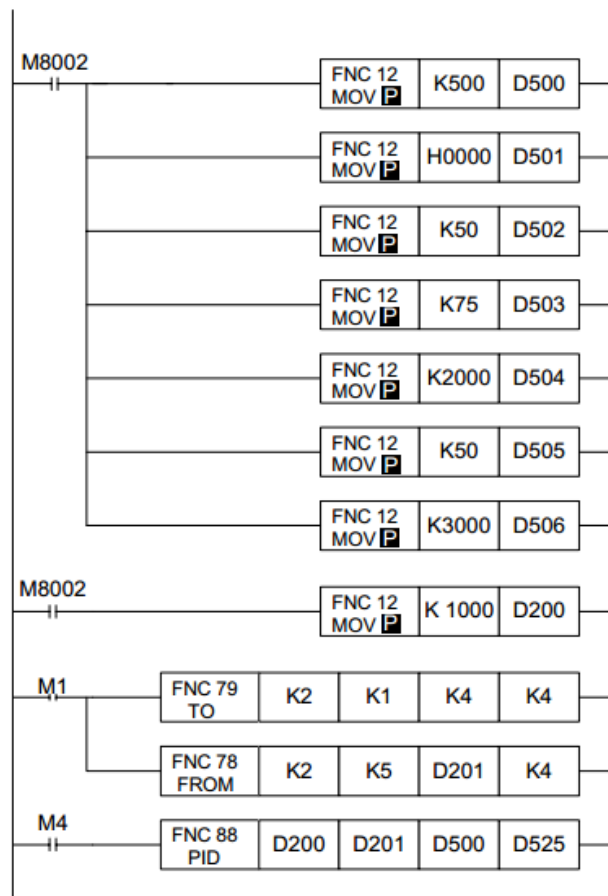 M8002
FNC 12 MOV P K500 D500
FNC 12 MOV P H0000 D501
FNC 12 MOV P K50 D502
FNC 12 MOV P K75 D503
FNC 12 MOV P K2000 D504
FNC 12 MOV P K50 D505
FNC 12 MOV P K3000 D506
M8002
FNC 12 MOV P K 1000 D200
M1
FNC 79 TO K2 K1 K4 K4
FNC 78 FROM K2 K5 D201 K4
M4
FNC 88 PID D200 D201 D500 D525